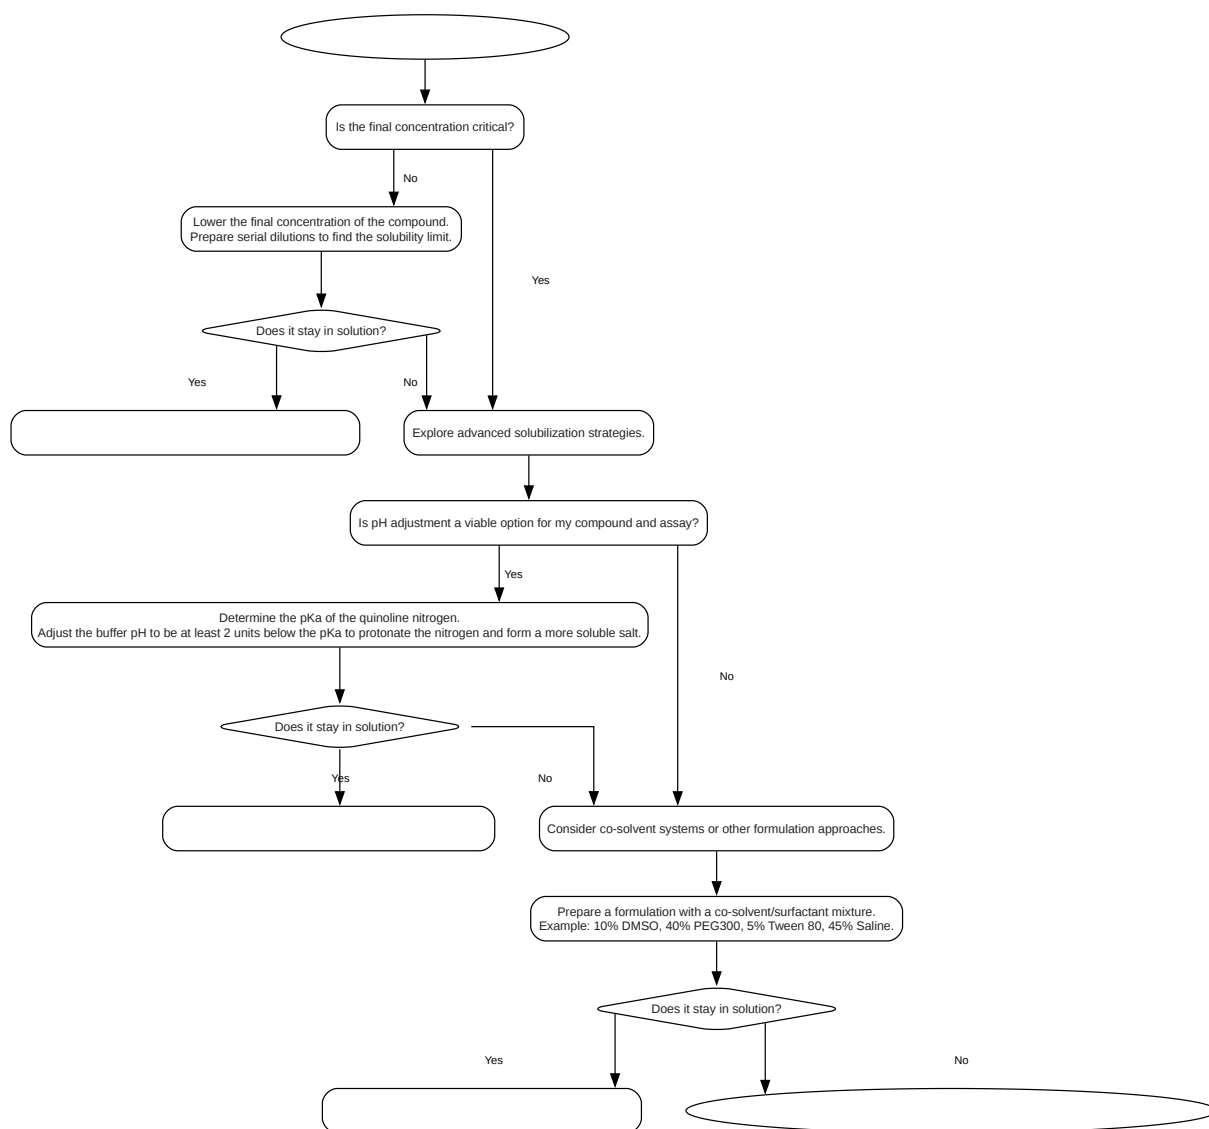 Is the final concentration critical?
No
Lower the final concentration of the compound.
Prepare serial dilutions to find the solubility limit.
Yes
Does it stay in solution?
Yes
No
Explore advanced solubilization strategies.
Is pH adjustment a viable option for my compound and assay?
Yes
Determine the pKa of the quinoline nitrogen.
Adjust the buffer pH to be at least 2 units below the pKa to protonate the nitrogen and form a more soluble salt.
No
Does it stay in solution?
Yes
No
Consider co-solvent systems or other formulation approaches.
Prepare a formulation with a co-solvent/surfactant mixture.
Example: 10% DMSO, 40% PEG300, 5% Tween 80, 45% Saline.
Does it stay in solution?
Yes
No